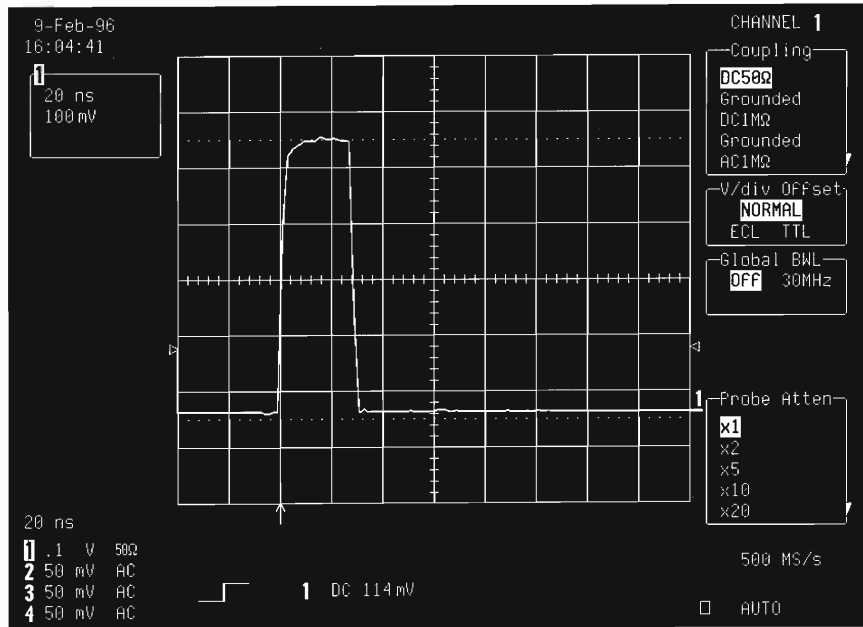 9-Feb-96
16:04:41
1
20 ns
100 mV
CHANNEL 1
Coupling
DC50Ω
Grounded
DC1MΩ
Grounded
AC1MΩ
V/div Offset
NORMAL
ECL TTL
Global BWL
Off 30MHz
1
Probe Atten
x1
x2
x5
x10
x20
20 ns
1 .1 V 50Ω
2 50 mV AC
3 50 mV AC
4 50 mV AC
1 DC 114mV
500 MS/s
AUTO